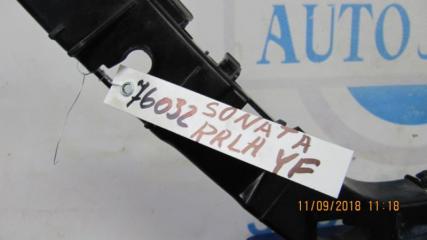 AUTO
76032 SONATA
RRLH YF
11/09/2018 11:18